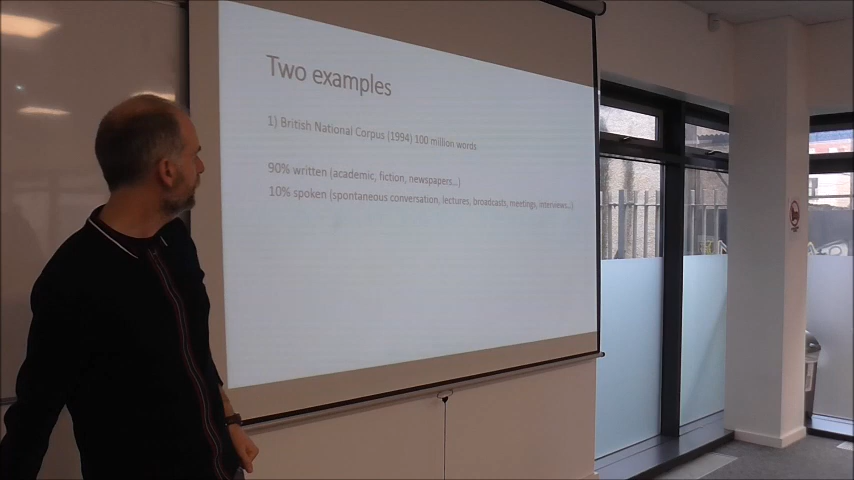 Two examples
1) British National Corpus (1994) 100 million words
90% written (academic, fiction, newspapers...)
10% spoken (spontaneous conversation, lectures, broadcasts, meetings, interviews...)